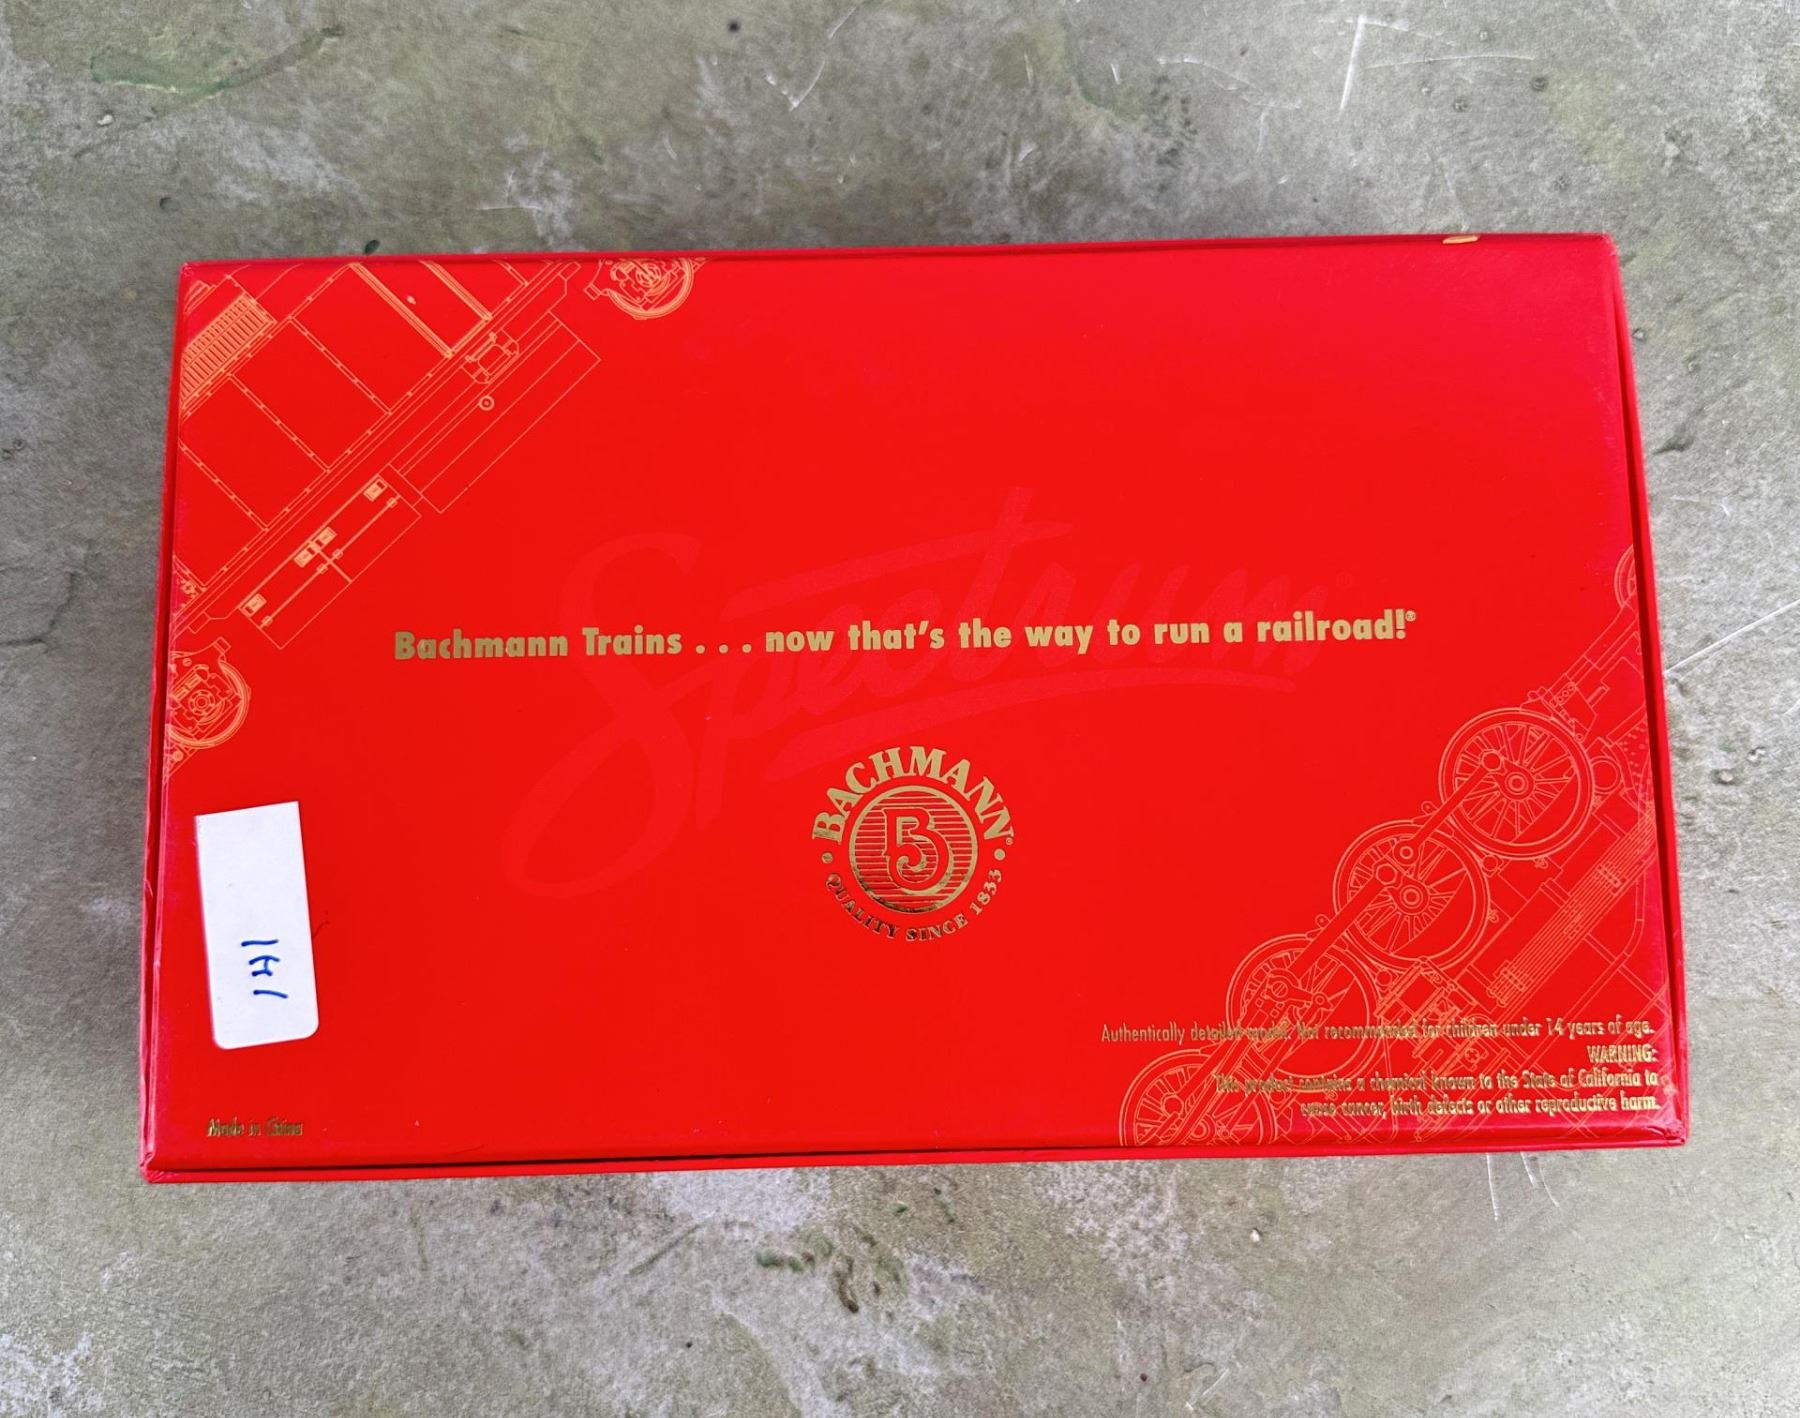 Spectrum®
Bachmann Trains . . . now that's the way to run a railroad!®
BACHMANN®
B
• QUALITY SINCE 1833 •
141
Authentically detailed model. Not recommended for children under 14 years of age.
WARNING:
This product contains a chemical known to the State of California to
cause cancer, birth defects or other reproductive harm.
Made in China